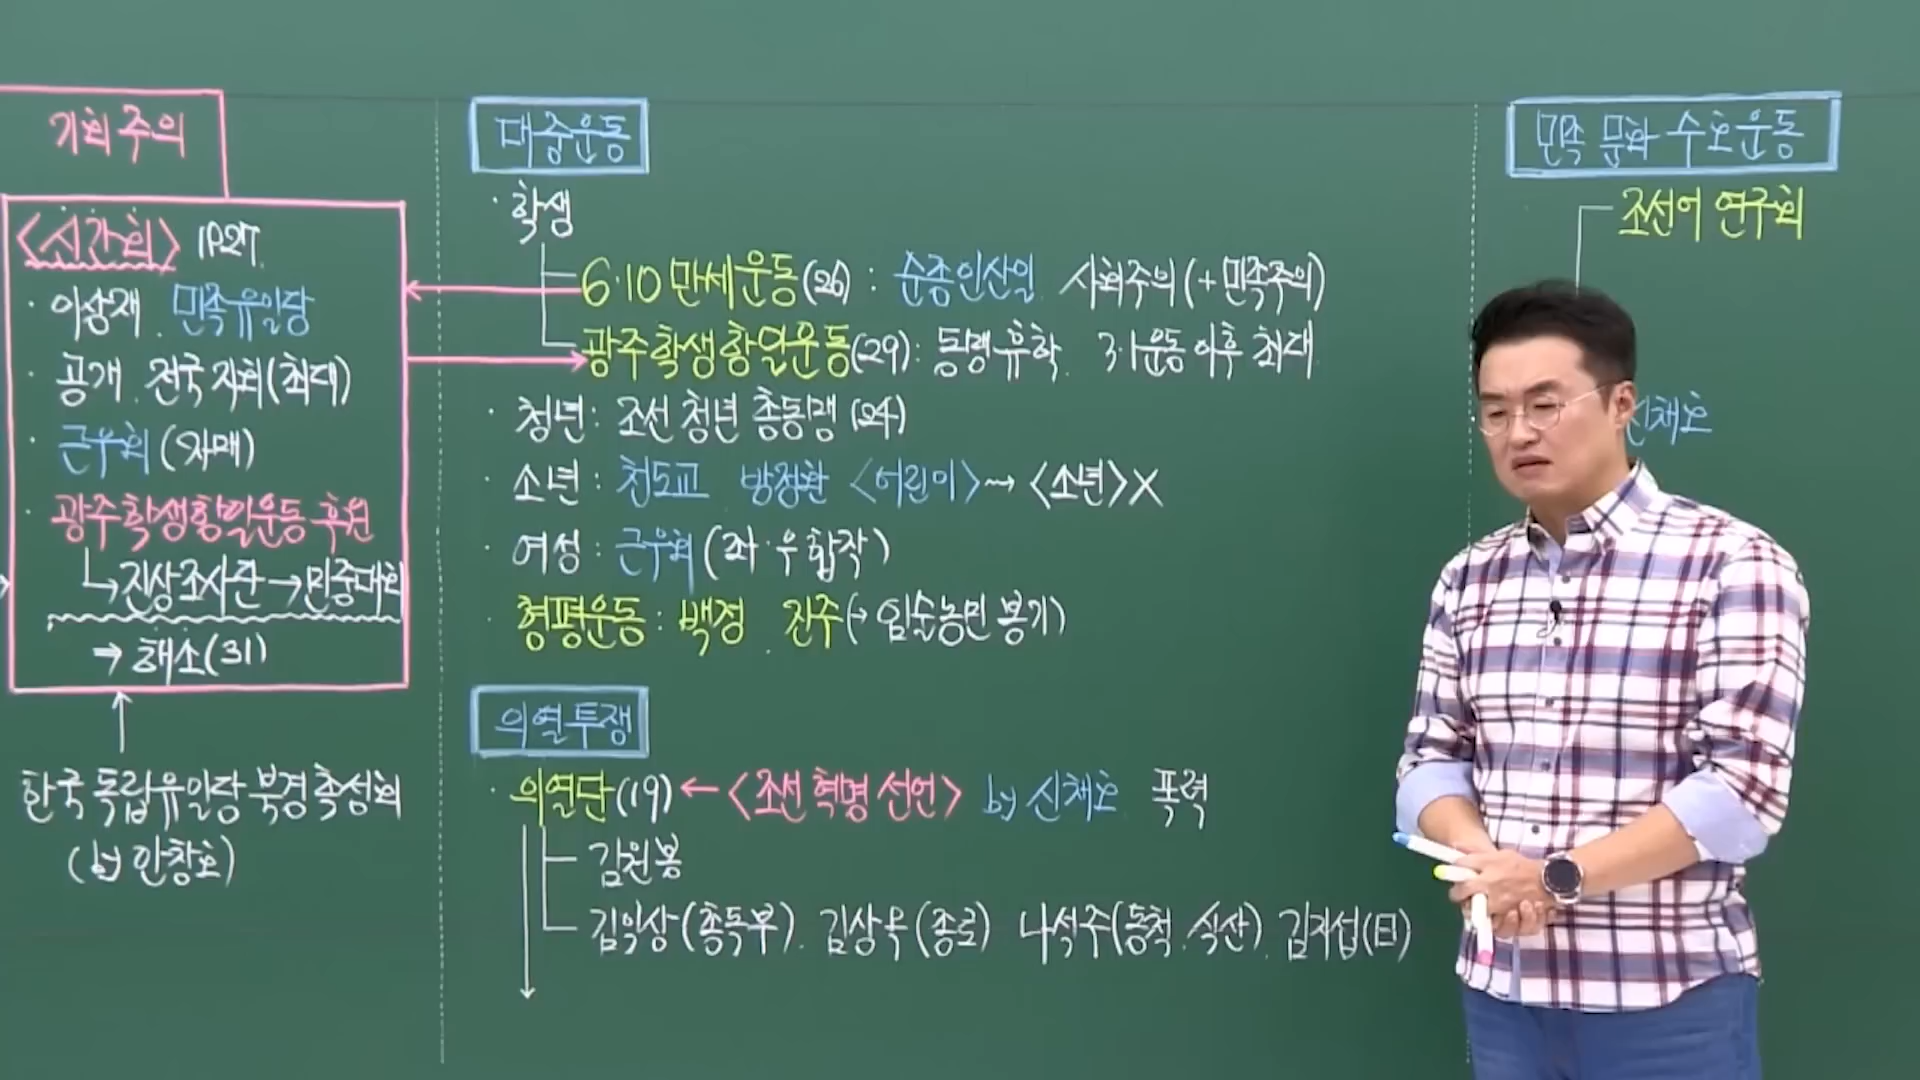 기회주의
<신간회> 1927.
· 이상재. 민족유일당
· 공개. 전국 지회(최대)
· 근우회 (자매)
· 광주학생항일운동 후원
↳진상조사단→민중대회
→ 해소(31)
한국독립유일당 북경촉성회
(by 안창호)
대중운동
· 학생
6·10 만세운동(26) : 순종인산일. 사회주의(+민족주의)
광주학생항일운동(29) : 동맹휴학. 3·1운동 이후 최대
· 청년 : 조선 청년 총동맹 (24)
· 소년 : 천도교. 방정환 <어린이>→ <소년>X
· 여성 : 근우회 (좌·우 합작)
· 형평운동 : 백정. 진주(→ 임술농민봉기)
의열투쟁
· 의열단(19) ← <조선 혁명 선언> by 신채호. 폭력
김원봉
김익상(총독부). 김상옥(종로) 나석주(동척.식산). 김지섭(日)
민족 문화 수호운동
조선어 연구회
신채호